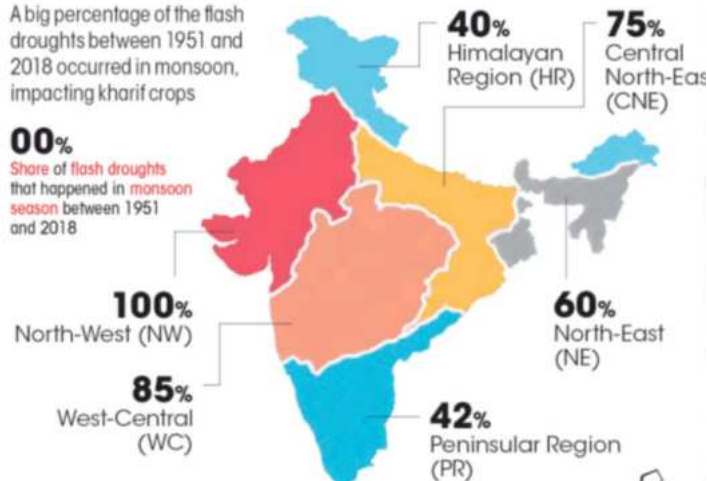 A big percentage of the flash
droughts between 1951 and
2018 occurred in monsoon,
impacting kharif crops
00%
Share of flash droughts
that happened in monsoon
season between 1951
and 2018
40%
Himalayan
Region (HR)
75%
Central
North-East
(CNE)
100%
North-West (NW)
60%
North-East
(NE)
85%
West-Central
(WC)
42%
Peninsular Region
(PR)